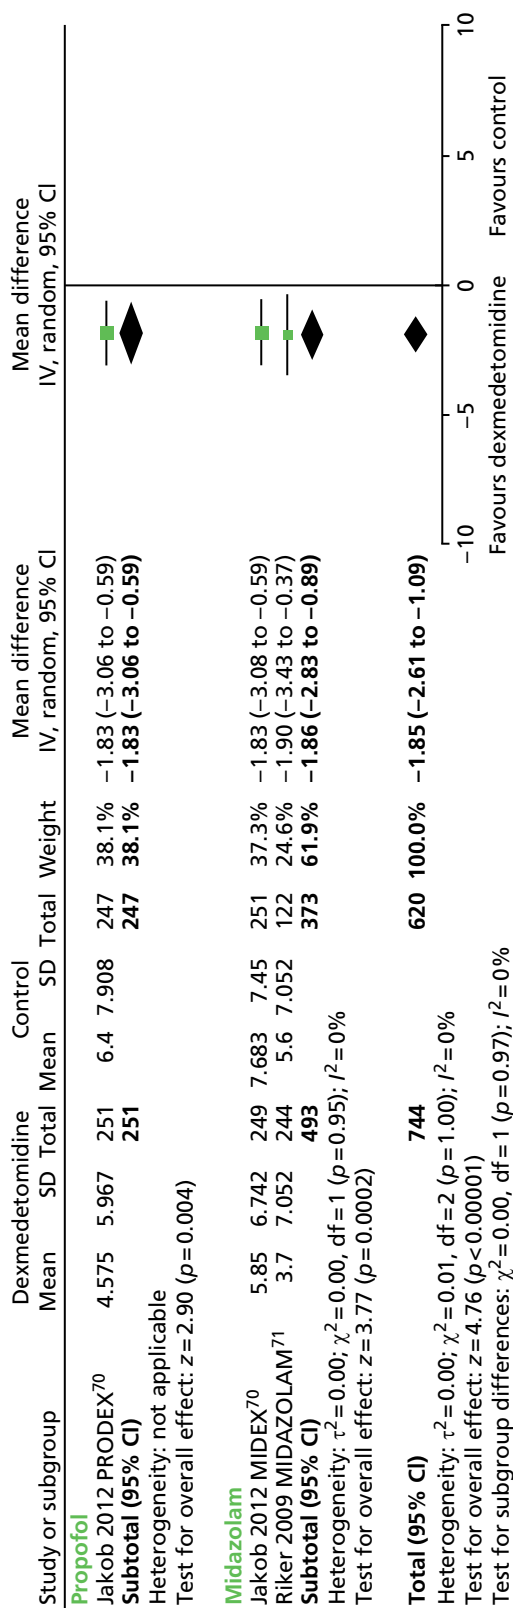 Dexmedetomidine Control Mean difference Mean difference
Study or subgroup Mean SD Total Mean SD Total Weight IV, random, 95% CI IV, random, 95% CI
Propofol
Jakob 2012 PRODEX70 4.575 5.967 251 6.4 7.908 247 38.1% −1.83 (−3.06 to −0.59)
Subtotal (95% CI) 251 247 38.1% −1.83 (−3.06 to −0.59)
Heterogeneity: not applicable
Test for overall effect: z=2.90 (p=0.004)
Midazolam
Jakob 2012 MIDEX70 5.85 6.742 249 7.683 7.45 251 37.3% −1.83 (−3.08 to −0.59)
Riker 2009 MIDAZOLAM71 3.7 7.052 244 5.6 7.052 122 24.6% −1.90 (−3.43 to −0.37)
Subtotal (95% CI) 493 373 61.9% −1.86 (−2.83 to −0.89)
Heterogeneity: τ2=0.00; χ2=0.00, df=1 (p=0.95); I2=0%
Test for overall effect: z=3.77 (p=0.0002)
Total (95% CI) 744 620 100.0% −1.85 (−2.61 to −1.09)
Heterogeneity: τ2=0.00; χ2=0.01, df=2 (p=1.00); I2=0%
Test for overall effect: z=4.76 (p<0.00001)
Test for subgroup differences: χ2=0.00, df=1 (p=0.97); I2=0%
−10 −5 0 5 10
Favours dexmedetomidine Favours control